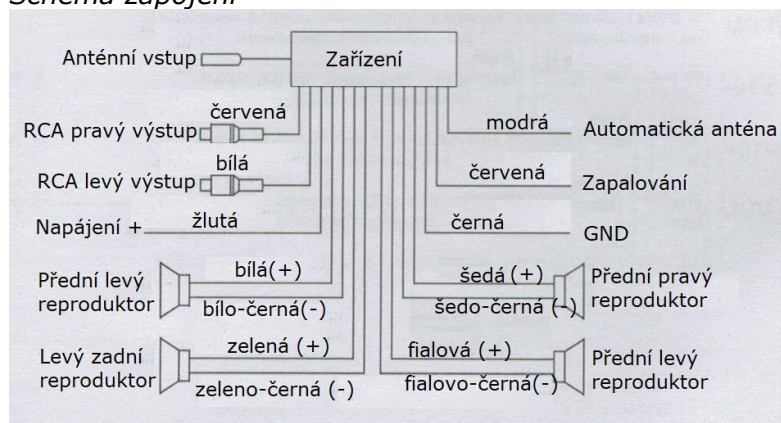 Schéma zapojení
Anténní vstup
Zařízení
červená
RCA pravý výstup
bílá
RCA levý výstup
žlutá
Napájení +
bílá(+)
Přední levý
reproduktor
bílo-černá(-)
zelená (+)
Levý zadní
reproduktor
zeleno-černá (-)
modrá
Automatická anténa
červená
Zapalování
černá
GND
šedá (+)
Přední pravý
reproduktor
šedo-černá (-)
fialová (+)
Přední levý
reproduktor
fialovo-černá(-)